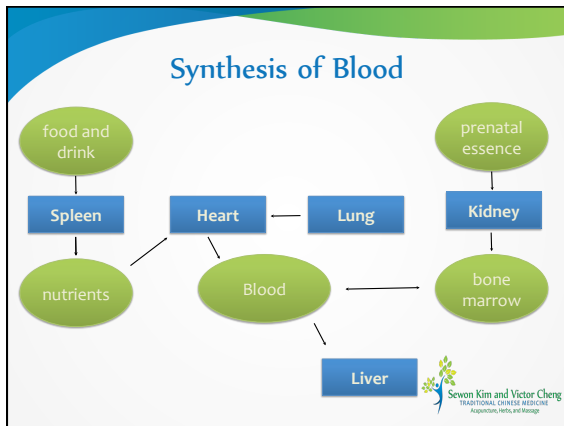 Synthesis of Blood
food and
drink
prenatal
essence
Spleen
Heart
Lung
Kidney
nutrients
Blood
bone
marrow
Liver
Sewon Kim and Victor Cheng
TRADITIONAL CHINESE MEDICINE
Acupuncture, Herbs, and Massage